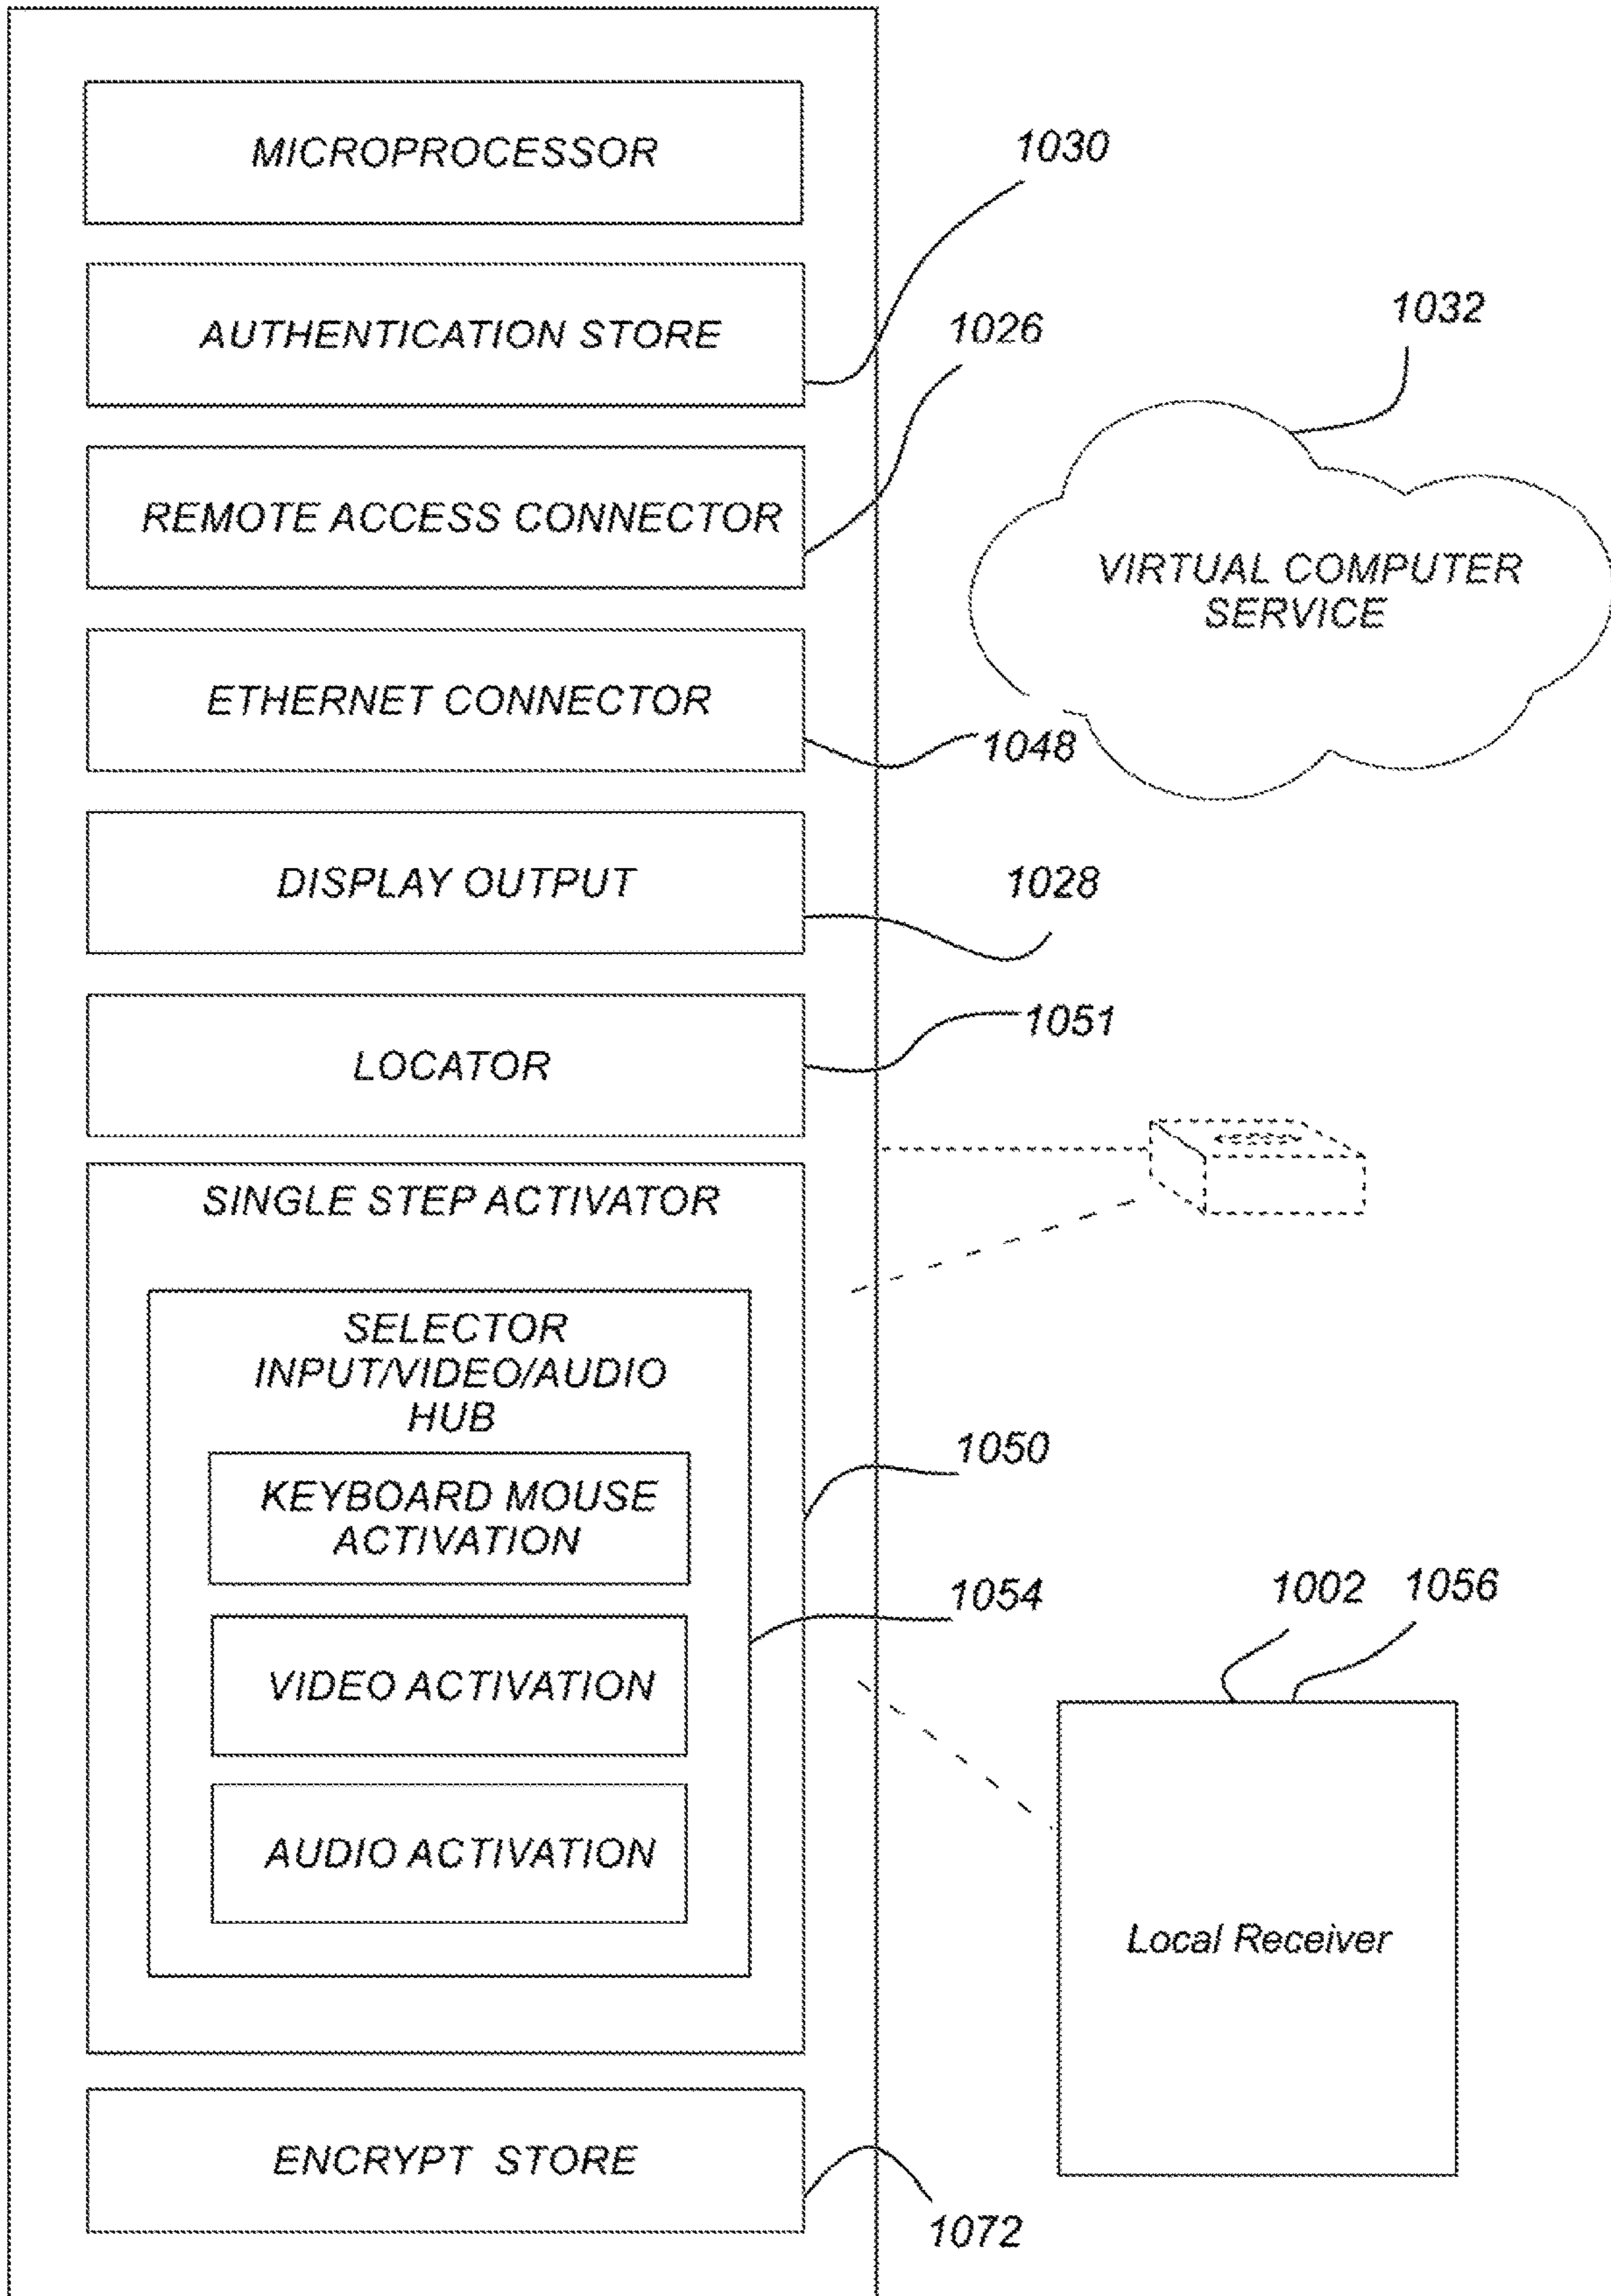 MICROPROCESSOR
1030
AUTHENTICATION STORE
1026
1032
REMOTE ACCESS CONNECTOR
VIRTUAL COMPUTER
SERVICE
ETHERNET CONNECTOR
1048
DISPLAY OUTPUT
1028
LOCATOR
1051
SINGLE STEP ACTIVATOR
SELECTOR
INPUT/VIDEO/AUDIO
HUB
1050
KEYBOARD MOUSE
ACTIVATION
1054
1002
1056
VIDEO ACTIVATION
AUDIO ACTIVATION
Local Receiver
ENCRYPT STORE
1072